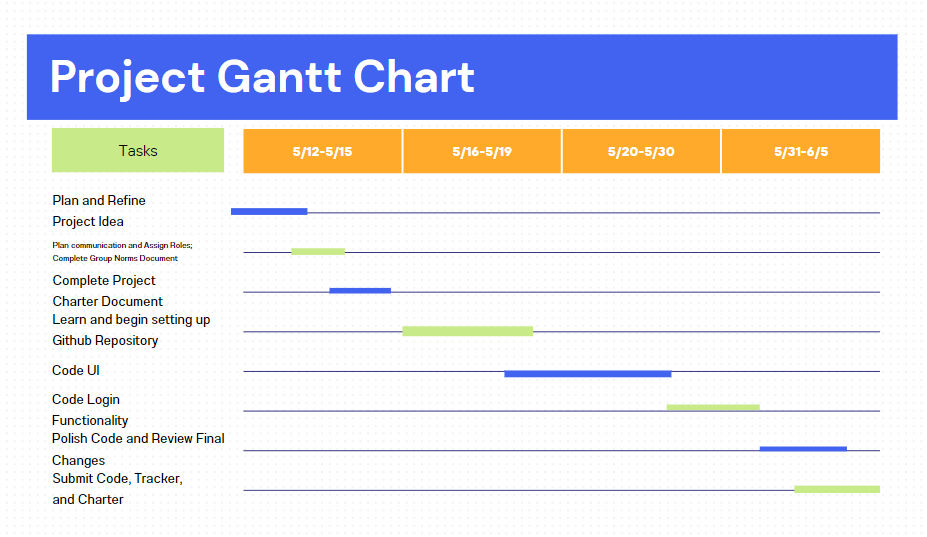 Project Gantt Chart
Tasks
5/12-5/15
5/16-5/19
5/20-5/30
5/31-6/5
Plan and Refine
Project Idea
Plan communication and Assign Roles;
Complete Group Norms Document
Complete Project
Charter Document
Learn and begin setting up
Github Repository
Code UI
Code Login
Functionality
Polish Code and Review Final
Changes
Submit Code, Tracker,
and Charter